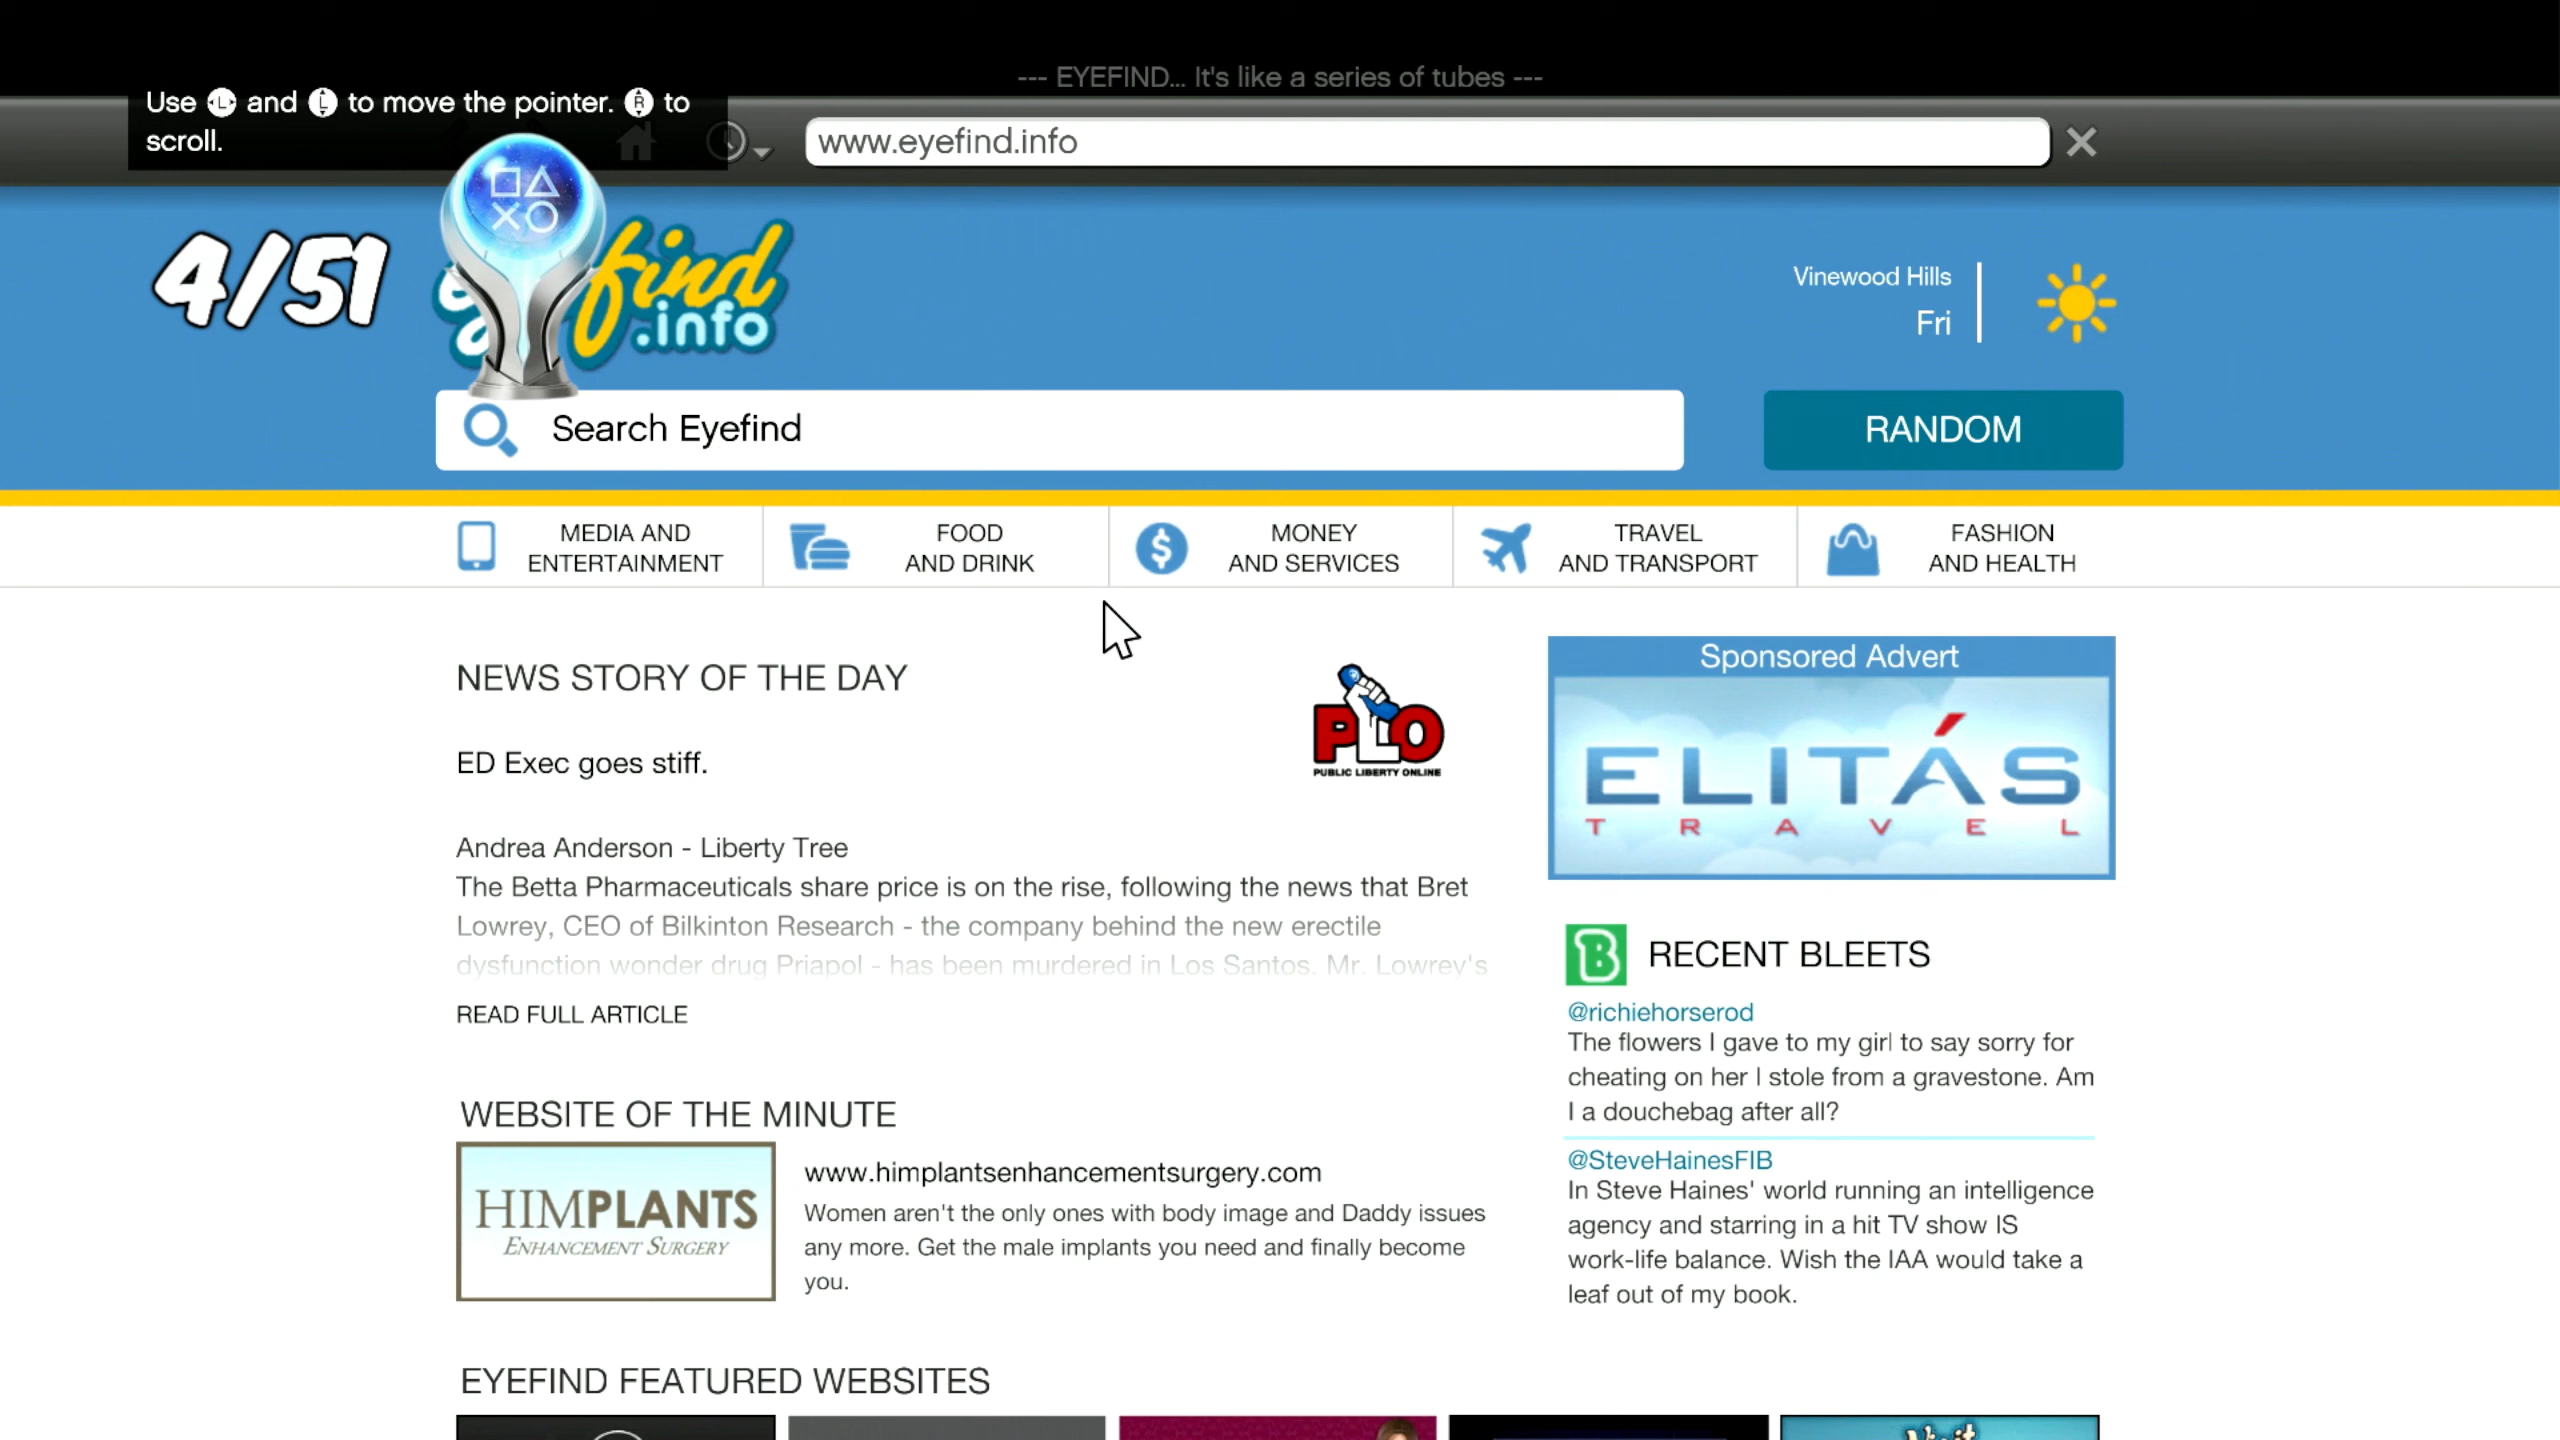 --- EYEFIND... It's like a series of tubes ---
Use L and L to move the pointer. R to
scroll.
www.eyefind.info
4/51
find
.info
Vinewood Hills
Fri
Search Eyefind
RANDOM
MEDIA AND
ENTERTAINMENT
FOOD
AND DRINK
MONEY
AND SERVICES
TRAVEL
AND TRANSPORT
FASHION
AND HEALTH
NEWS STORY OF THE DAY
PLO
PUBLIC LIBERTY ONLINE
ED Exec goes stiff.
Andrea Anderson - Liberty Tree
The Betta Pharmaceuticals share price is on the rise, following the news that Bret
Lowrey, CEO of Bilkinton Research - the company behind the new erectile
dysfunction wonder drug Priapol - has been murdered in Los Santos. Mr. Lowrey's
READ FULL ARTICLE
WEBSITE OF THE MINUTE
HIMPLANTS
ENHANCEMENT SURGERY
www.himplantsenhancementsurgery.com
Women aren't the only ones with body image and Daddy issues
any more. Get the male implants you need and finally become
you.
EYEFIND FEATURED WEBSITES
Sponsored Advert
ELITÁS
TRAVEL
B
RECENT BLEETS
@richiehorserod
The flowers I gave to my girl to say sorry for
cheating on her I stole from a gravestone. Am
I a douchebag after all?
@SteveHainesFIB
In Steve Haines' world running an intelligence
agency and starring in a hit TV show IS
work-life balance. Wish the IAA would take a
leaf out of my book.